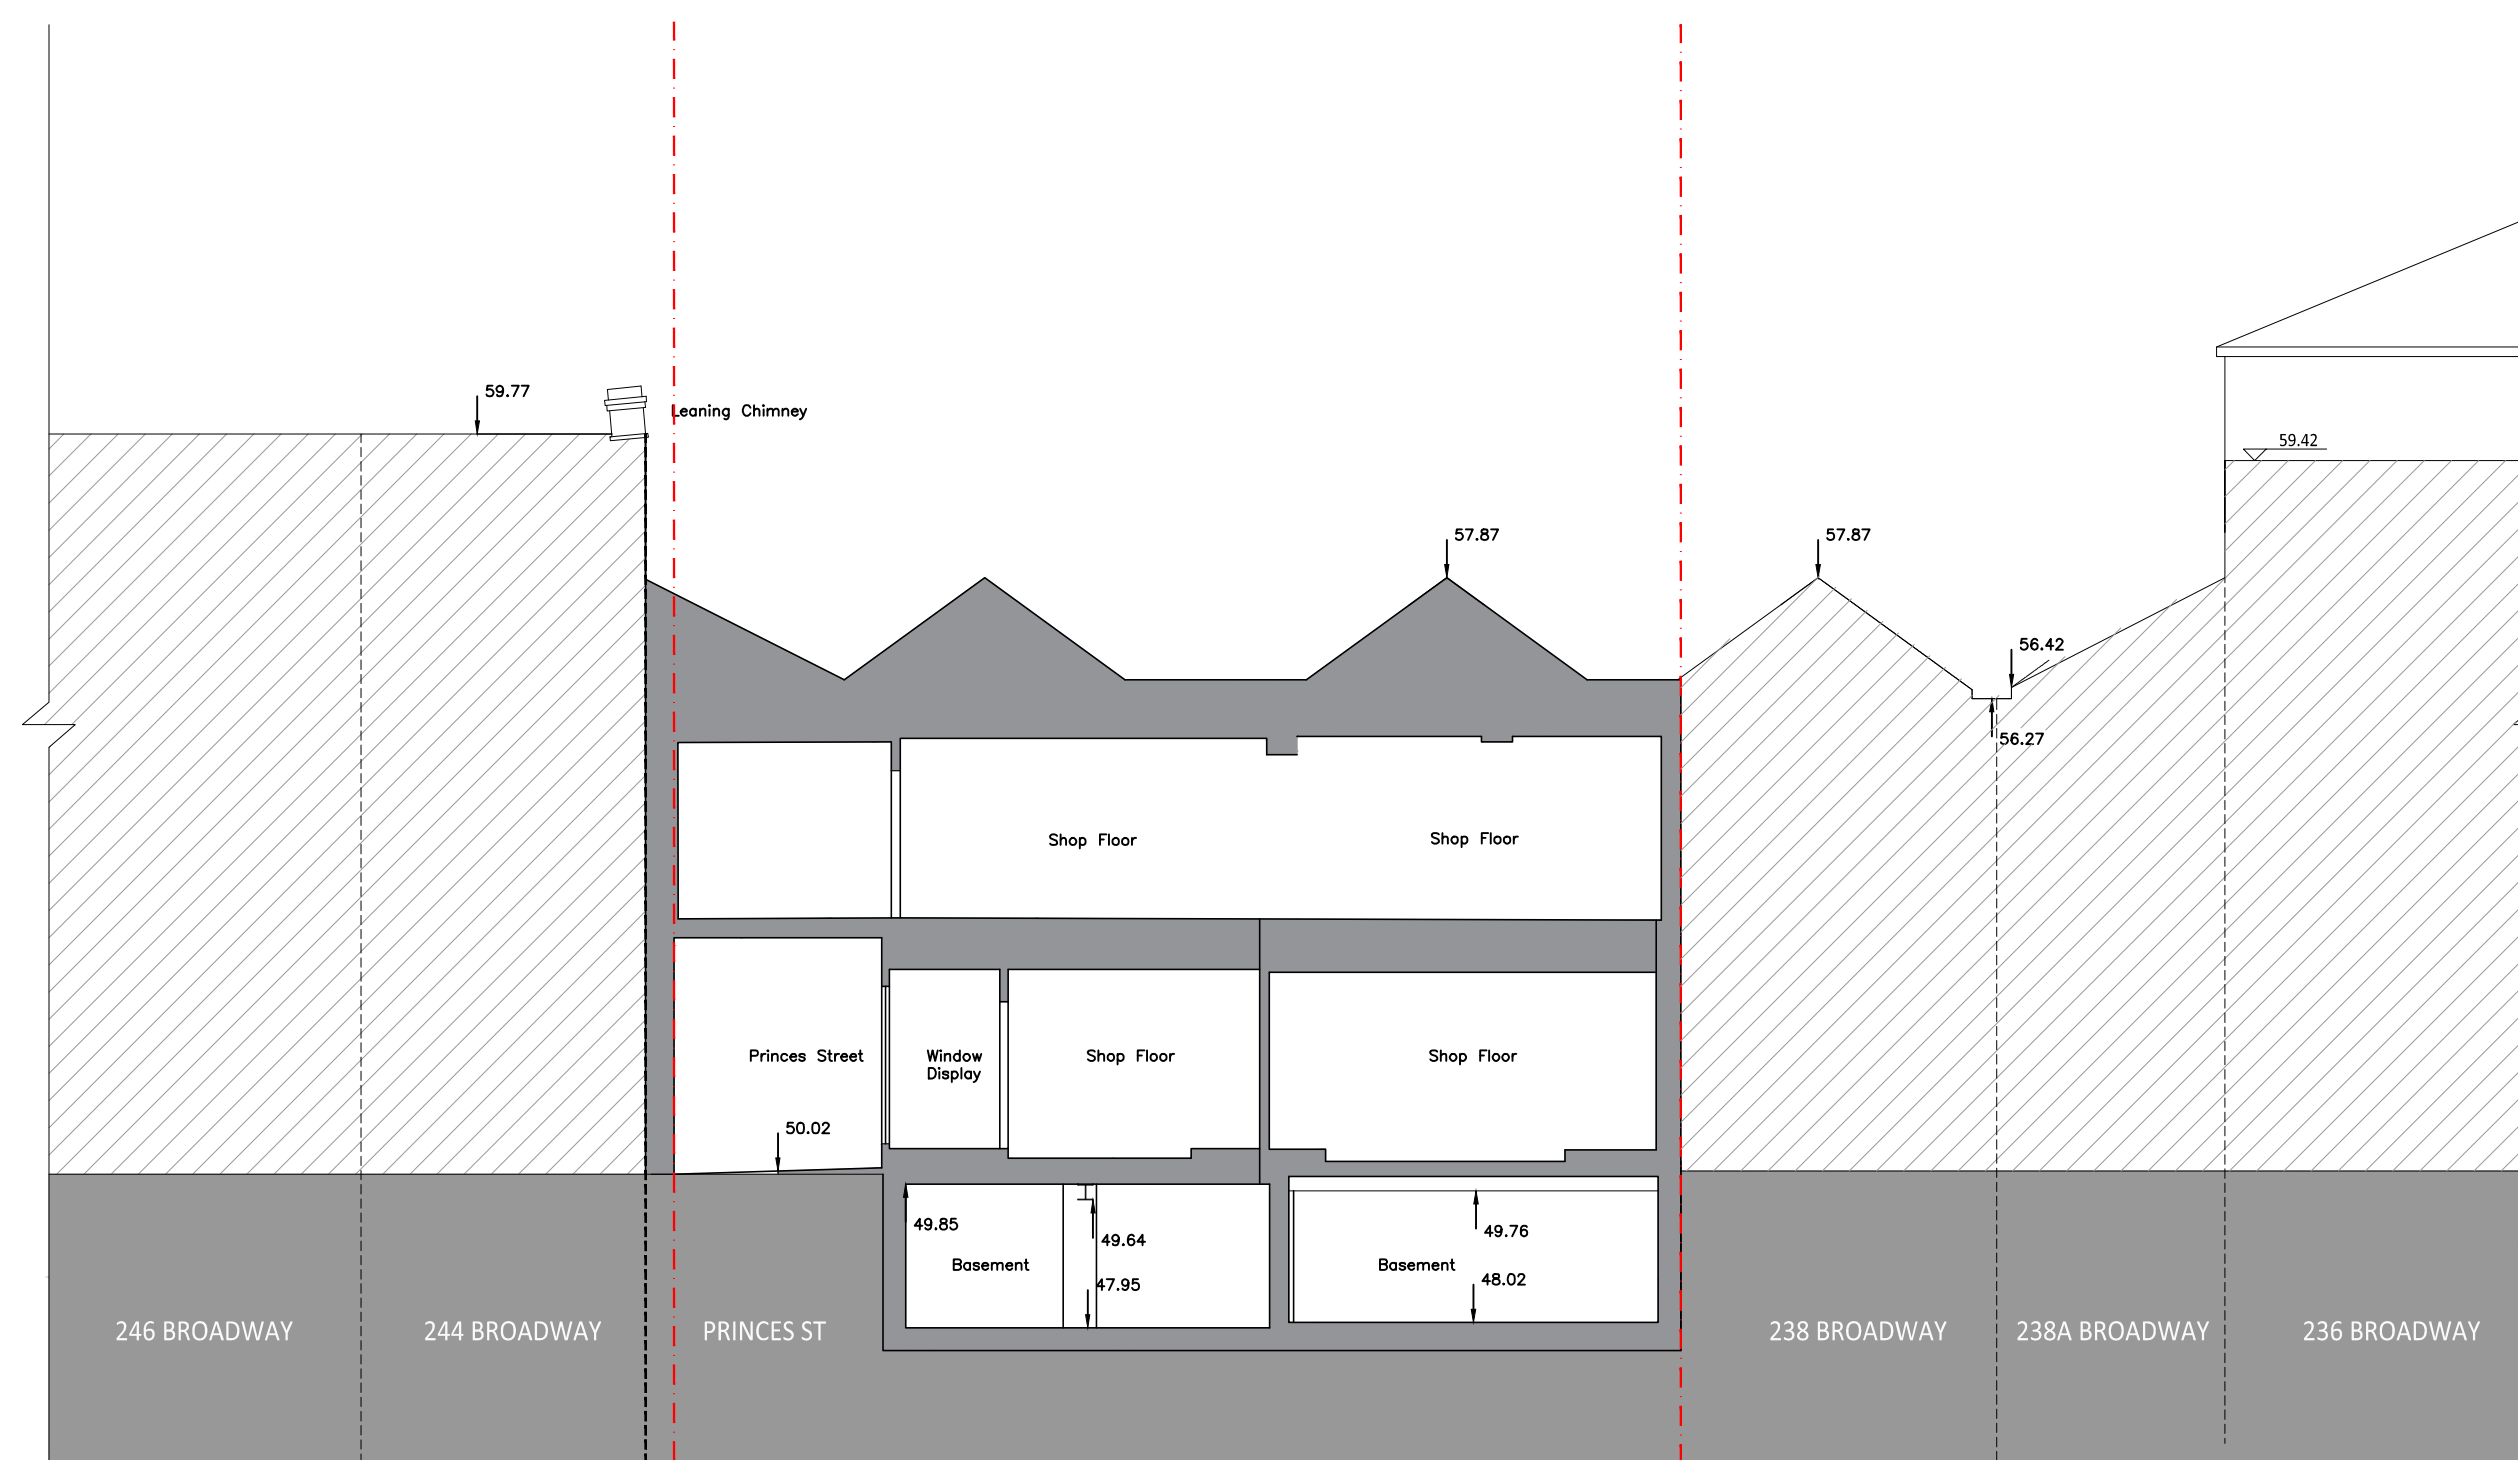 59.77
Leaning Chimney
59.42
57.87
57.87
56.42
56.27
Shop Floor
Shop Floor
Princes Street
Window
Display
Shop Floor
Shop Floor
50.02
49.85
49.64
49.76
Basement
Basement
47.95
48.02
246 BROADWAY
244 BROADWAY
PRINCES ST
238 BROADWAY
238A BROADWAY
236 BROADWAY